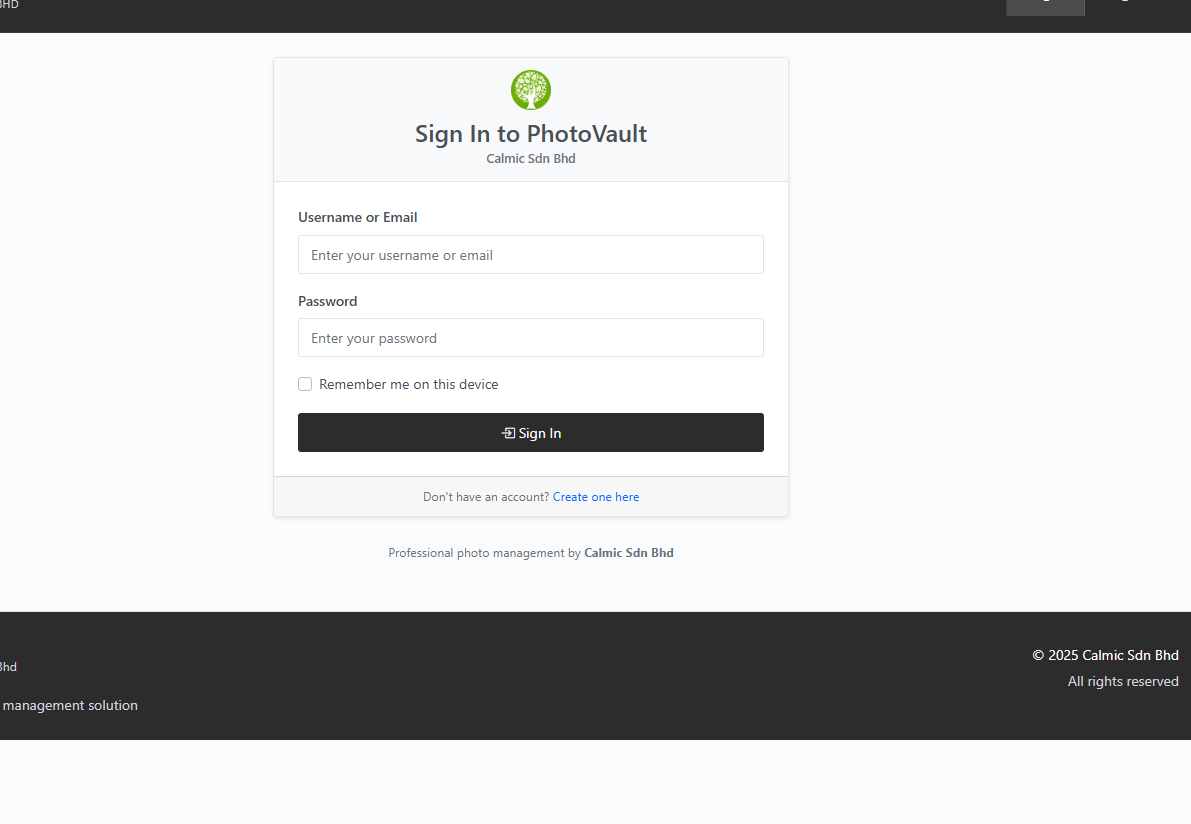 BHD
Sign In to PhotoVault
Calmic Sdn Bhd
Username or Email
Enter your username or email
Password
Enter your password
Remember me on this device
Sign In
Don't have an account? Create one here
Professional photo management by Calmic Sdn Bhd
© 2025 Calmic Sdn Bhd
Bhd
All rights reserved
management solution